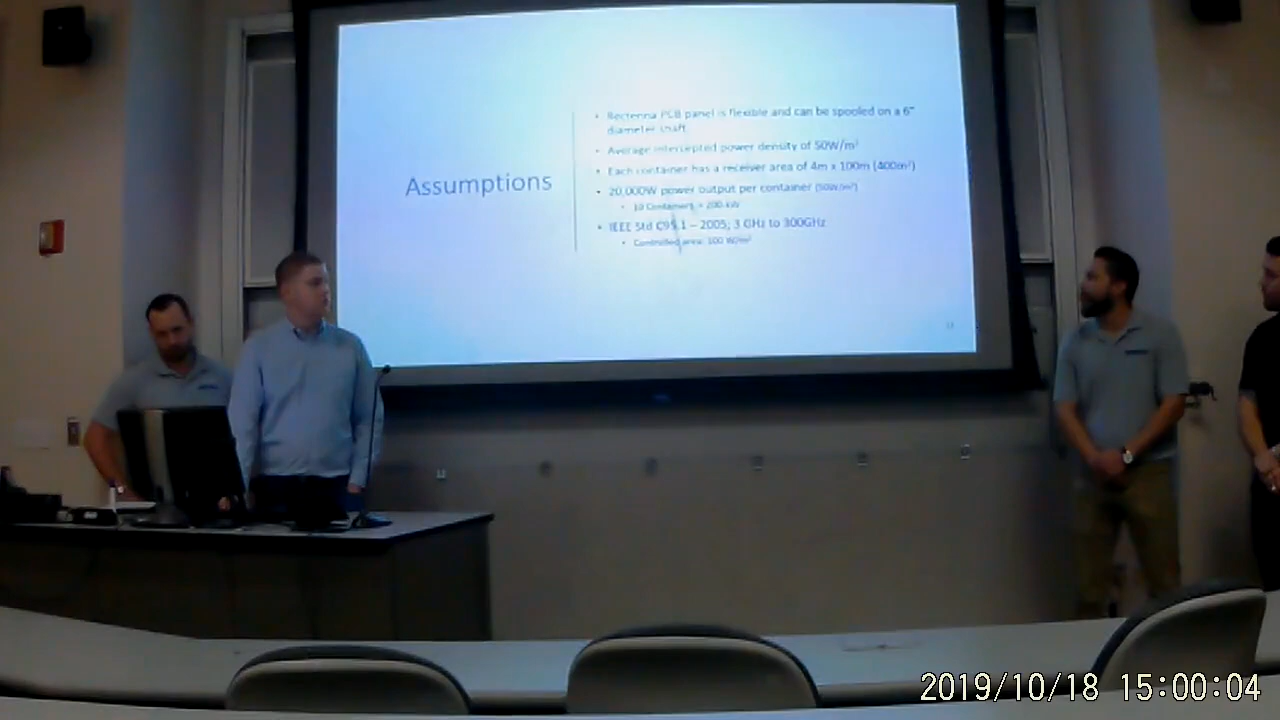 Assumptions
• Rectenna PCB panel is flexible and can be spooled on a 6"
diameter shaft
• Average intercepted power density of 50W/m²
• Each container has a receiver area of 4m x 100m (400m²)
• 20,000W power output per container (50W/m²)
• 10 Containers = 200 kW
• IEEE Std C95.1 – 2005; 3 GHz to 300GHz
• Controlled area: 100 W/m²
2019/10/18 15:00:04